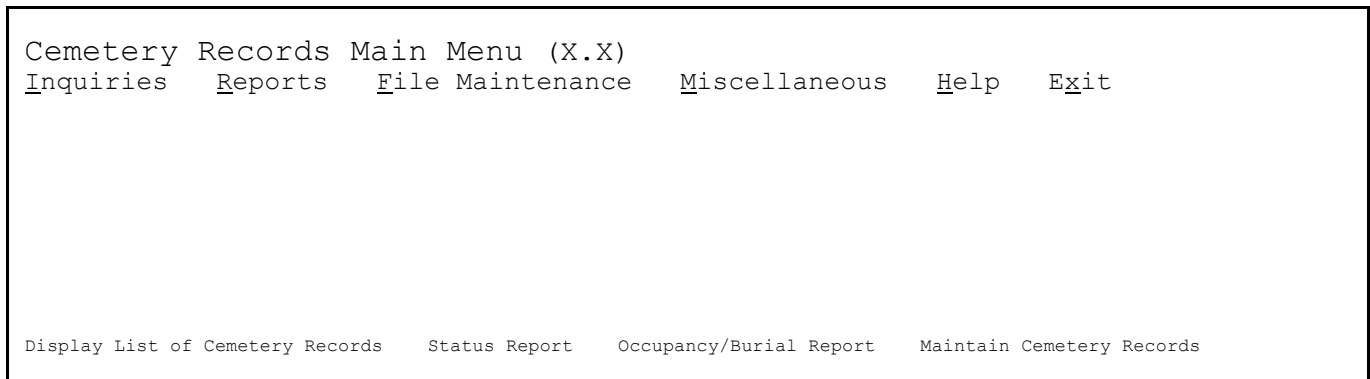 Cemetery Records Main Menu (X.X)
Inquiries Reports File Maintenance Miscellaneous Help Exit
Display List of Cemetery Records Status Report Occupancy/Burial Report Maintain Cemetery Records